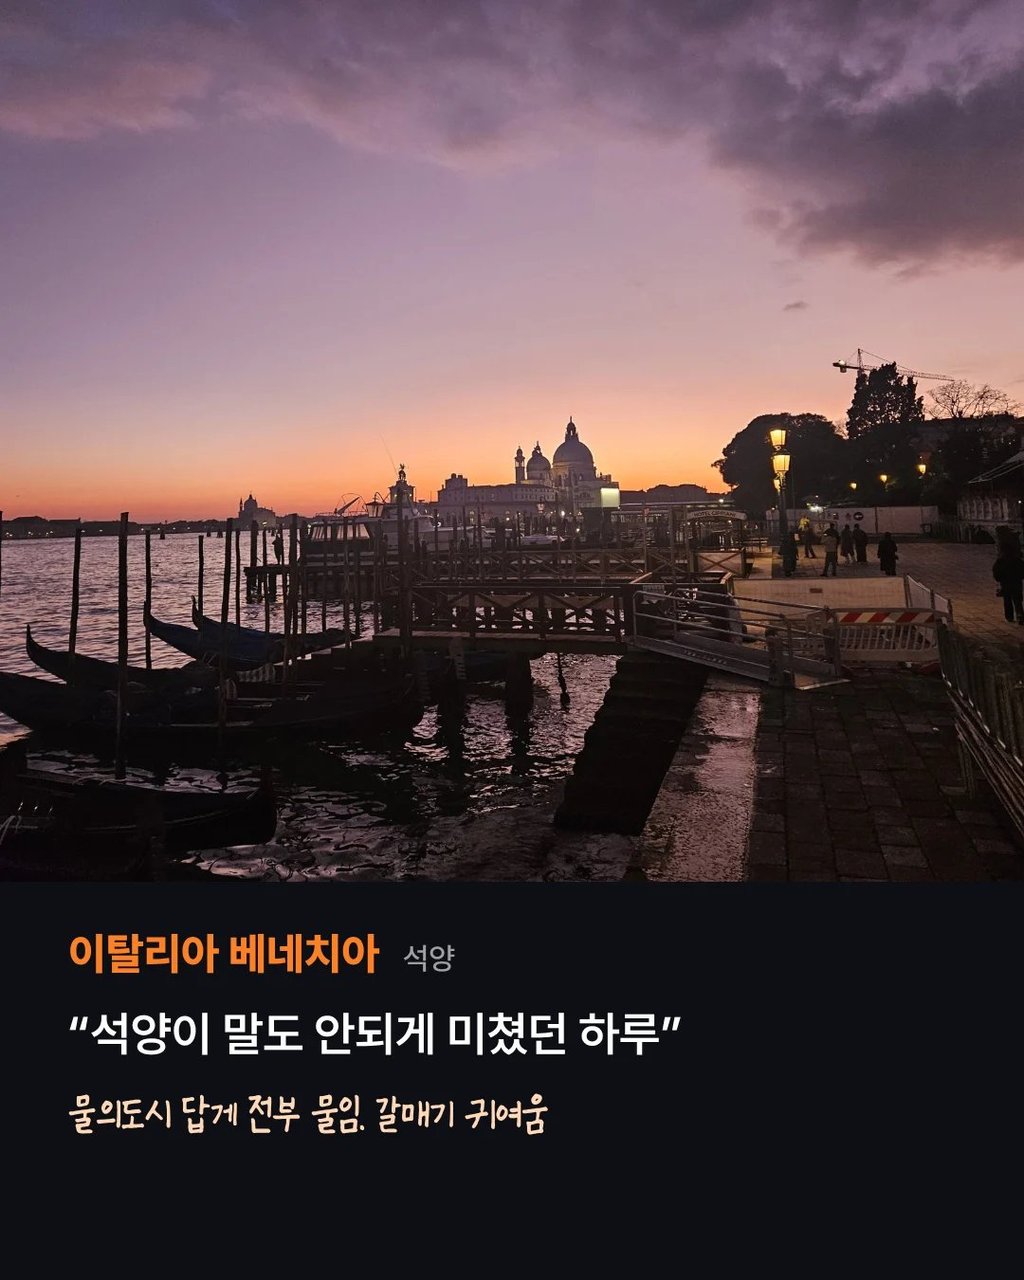 이탈리아 베네치아 석양
“석양이 말도 안되게 미쳤던 하루”
물의도시 답게 전부 물임. 갈매기 귀여움